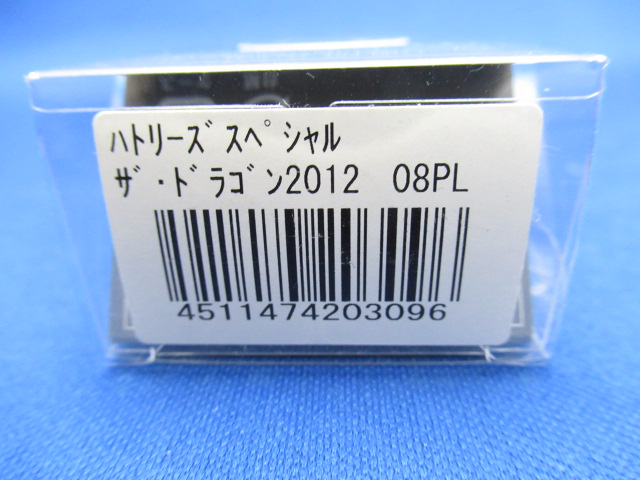 ﾊﾄﾘｰｽﾞｽﾍﾟｼｬﾙ
ｻﾞ･ﾄﾞﾗｺﾞﾝ2012 08PL
4511474203096